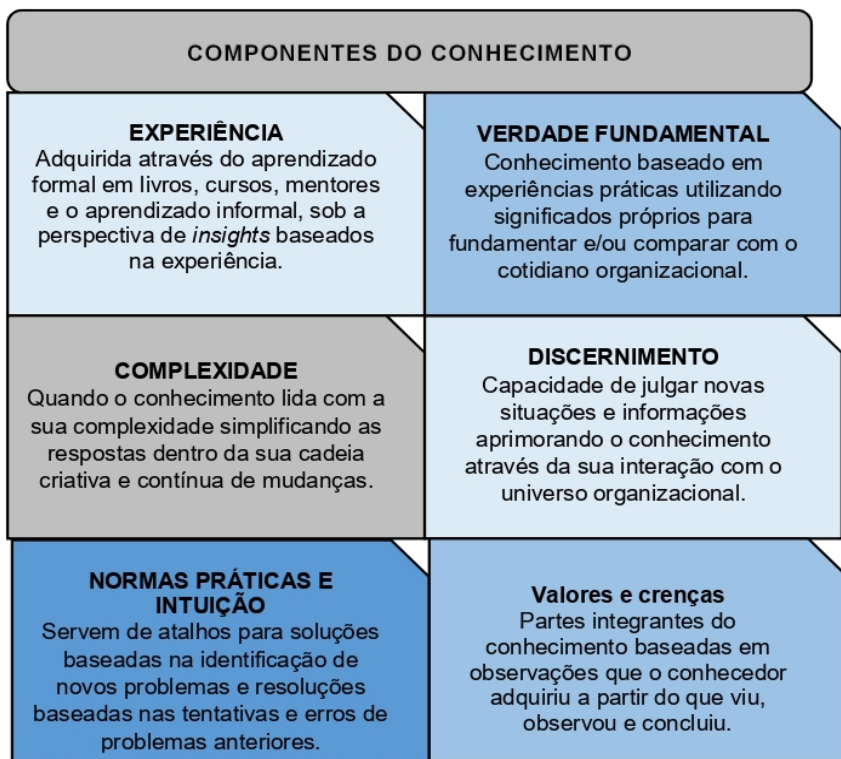 COMPONENTES DO CONHECIMENTO
EXPERIÊNCIA
Adquirida através do aprendizado
formal em livros, cursos, mentores
e o aprendizado informal, sob a
perspectiva de insights baseados
na experiência.
VERDADE FUNDAMENTAL
Conhecimento baseado em
experiências práticas utilizando
significados próprios para
fundamentar e/ou comparar com o
cotidiano organizacional.
COMPLEXIDADE
Quando o conhecimento lida com a
sua complexidade simplificando as
respostas dentro da sua cadeia
criativa e contínua de mudanças.
DISCERNIMENTO
Capacidade de julgar novas
situações e informações
aprimorando o conhecimento
através da sua interação com o
universo organizacional.
NORMAS PRÁTICAS E
INTUIÇÃO
Servem de atalhos para soluções
baseadas na identificação de
novos problemas e resoluções
baseadas nas tentativas e erros de
problemas anteriores.
Valores e crenças
Partes integrantes do
conhecimento baseadas em
observações que o conhecedor
adquiriu a partir do que viu,
observou e concluiu.